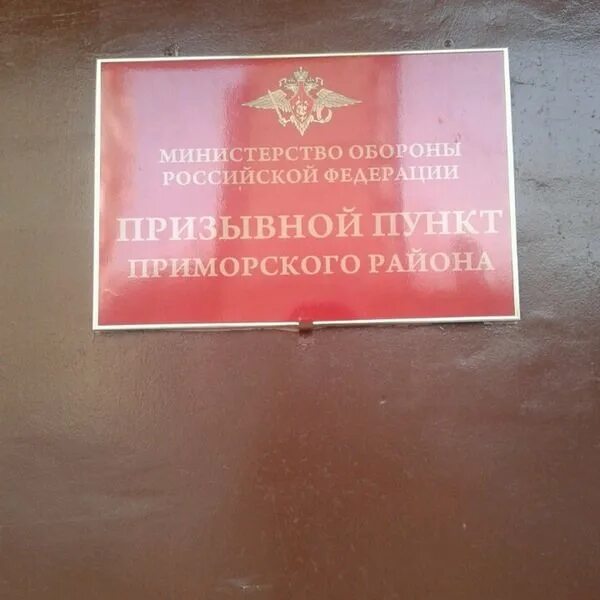 МИНИСТЕРСТВО ОБОРОНЫ
РОССИЙСКОЙ ФЕДЕРАЦИИ
ПРИЗЫВНОЙ ПУНКТ
ПРИМОРСКОГО РАЙОНА